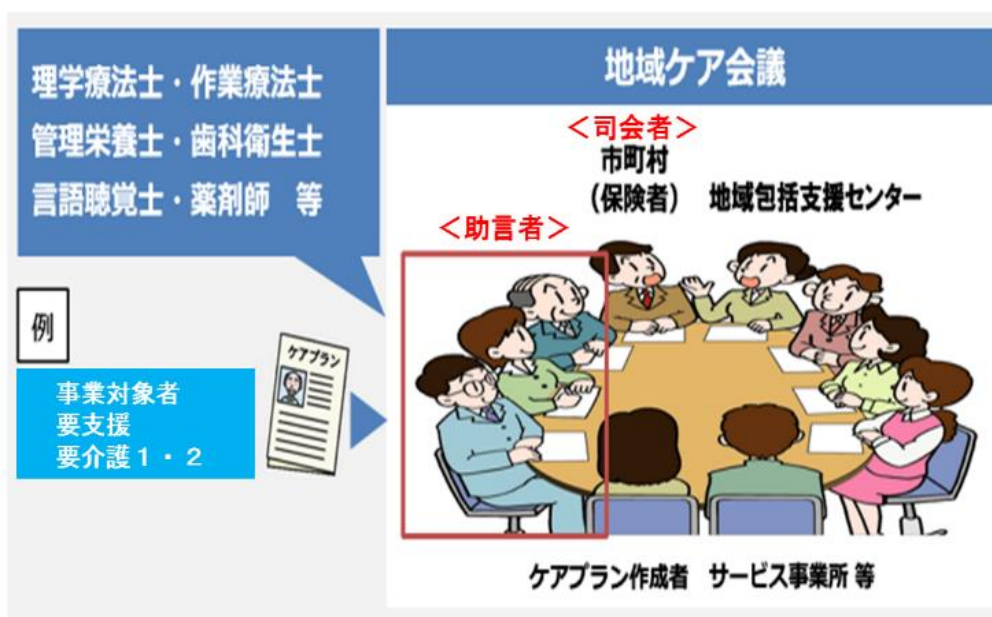 理学療法士・作業療法士
管理栄養士・歯科衛生士
言語聴覚士・薬剤師 等
例
事業対象者
要支援
要介護1・2
ケアプラン
地域ケア会議
<司会者>
市町村
(保険者) 地域包括支援センター
<助言者>
ケアプラン作成者 サービス事業所 等